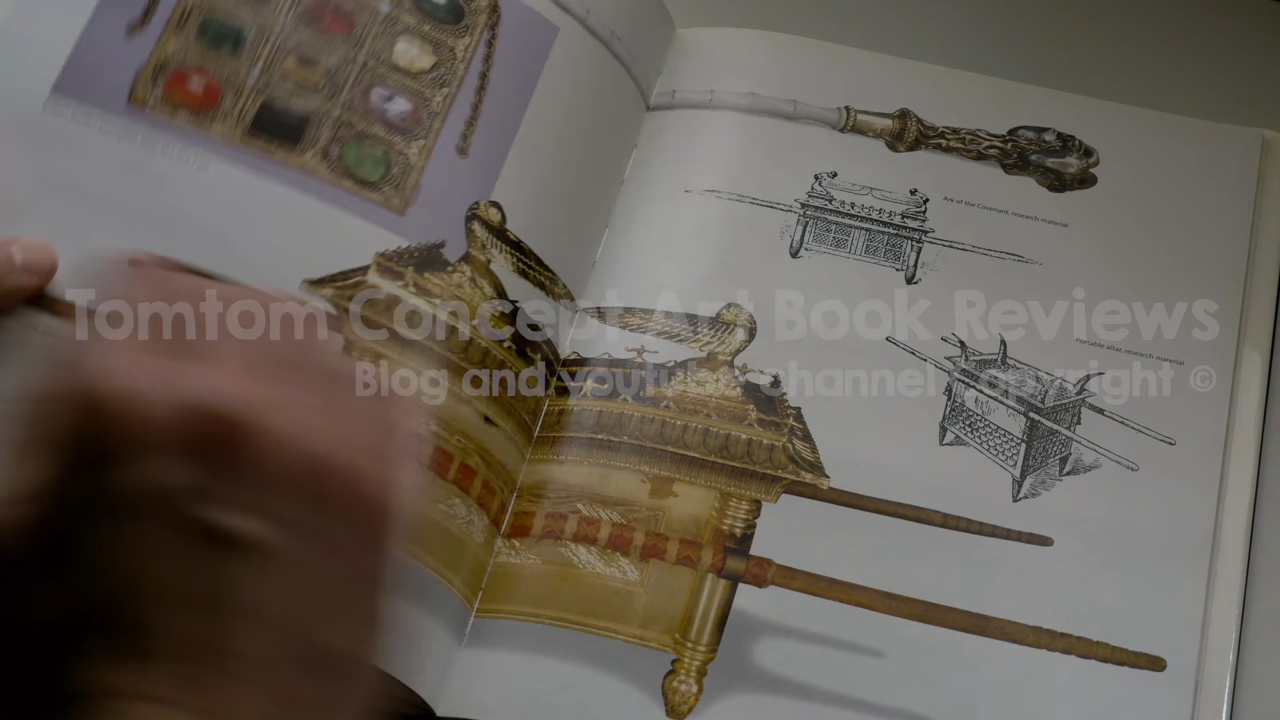 Ark of the Covenant, research material
Tomtom Concept Art Book Reviews
Portable altar, research material
Blog and youtube channel copyright ©